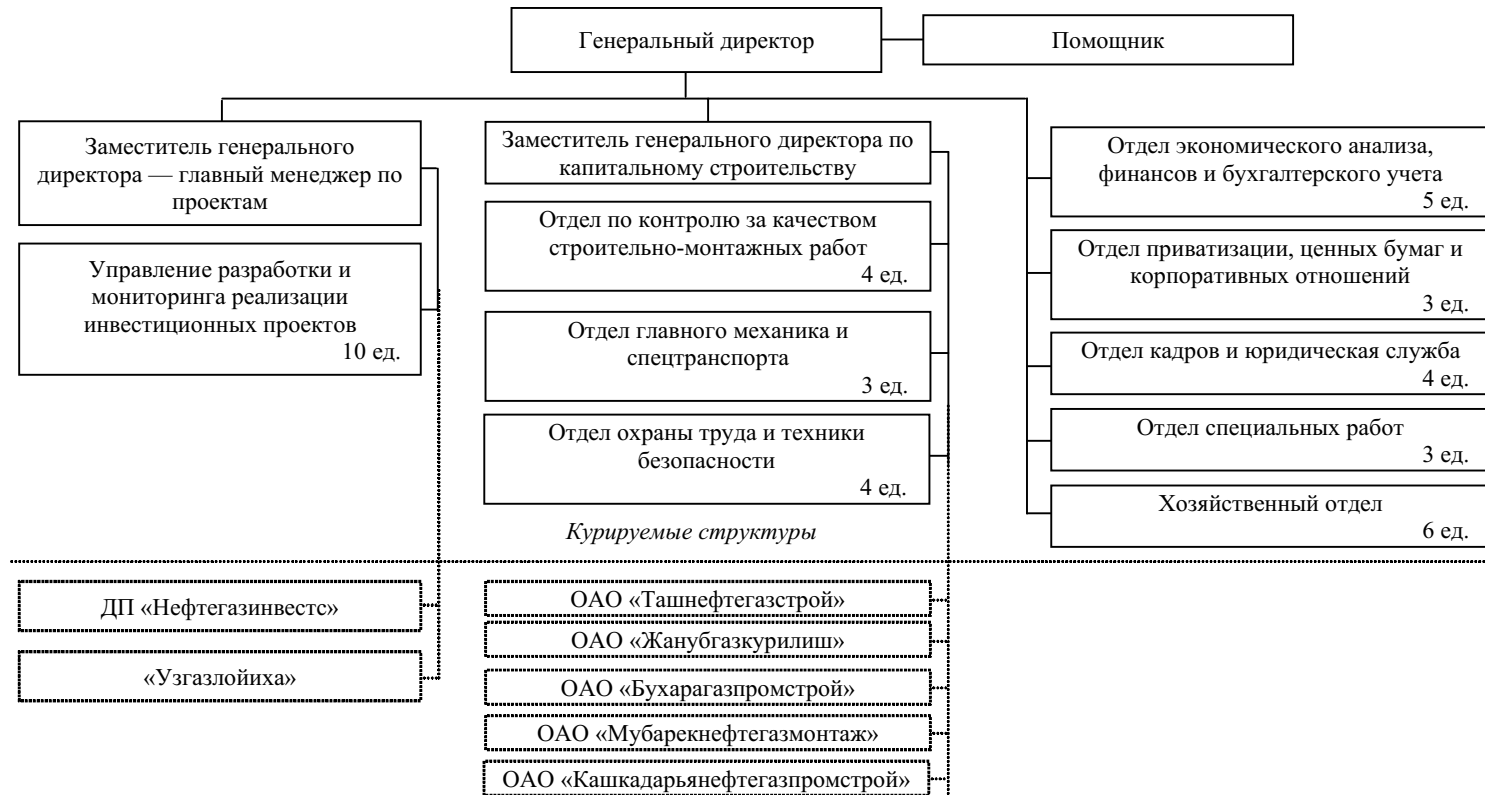 Генеральный директор
Помощник
Заместитель генерального
директора — главный менеджер по
проектам
Управление разработки и
мониторинга реализации
инвестиционных проектов
10 ед.
Заместитель генерального директора по
капитальному строительству
Отдел по контролю за качеством
строительно-монтажных работ
4 ед.
Отдел главного механика и
спецтранспорта
3 ед.
Отдел охраны труда и техники
безопасности
4 ед.
Отдел экономического анализа,
финансов и бухгалтерского учета
5 ед.
Отдел приватизации, ценных бумаг и
корпоративных отношений
3 ед.
Отдел кадров и юридическая служба
4 ед.
Отдел специальных работ
3 ед.
Хозяйственный отдел
6 ед.
Курируемые структуры
ДП «Нефтегазинвестс»
«Узгазлойиха»
ОАО «Ташнефтегазстрой»
ОАО «Жанубгазкурилиш»
ОАО «Бухарагазпромстрой»
ОАО «Мубарекнефтегазмонтаж»
ОАО «Кашкадарьянефтегазпромстрой»